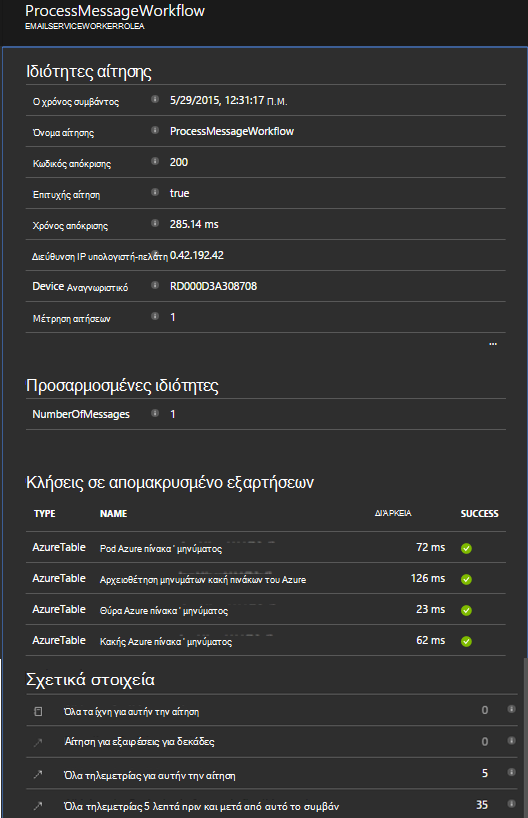 ProcessMessageWorkflow
EMAILSERVICEWORKERROLEA
Ιδιότητες αίτησης
Ο χρόνος συμβάντος 5/29/2015, 12:31:17 Π.Μ.
Όνομα αίτησης ProcessMessageWorkflow
Κωδικός απόκρισης 200
Επιτυχής αίτηση true
Χρόνος απόκρισης 285.14 ms
Διεύθυνση IP υπολογιστή-πελάτη 0.42.192.42
Device Αναγνωριστικό RD000D3A308708
Μέτρηση αιτήσεων 1
...
Προσαρμοσμένες ιδιότητες
NumberOfMessages 1
Κλήσεις σε απομακρυσμένο εξαρτήσεων
TYPE NAME ΔΙΆΡΚΕΙΑ SUCCESS
AzureTable Pod Azure πίνακα ' μηνύματος 72 ms
AzureTable Αρχειοθέτηση μηνυμάτων κακή πινάκων του Azure 126 ms
AzureTable Θύρα Azure πίνακα ' μηνύματος 23 ms
AzureTable Κακής Azure πίνακα ' μηνύματος 62 ms
Σχετικά στοιχεία
Όλα τα ίχνη για αυτήν την αίτηση 0
Αίτηση για εξαιρέσεις για δεκάδες 0
Όλα τηλεμετρίας για αυτήν την αίτηση 5
Όλα τηλεμετρίας 5 λεπτά πριν και μετά από αυτό το συμβάν 35